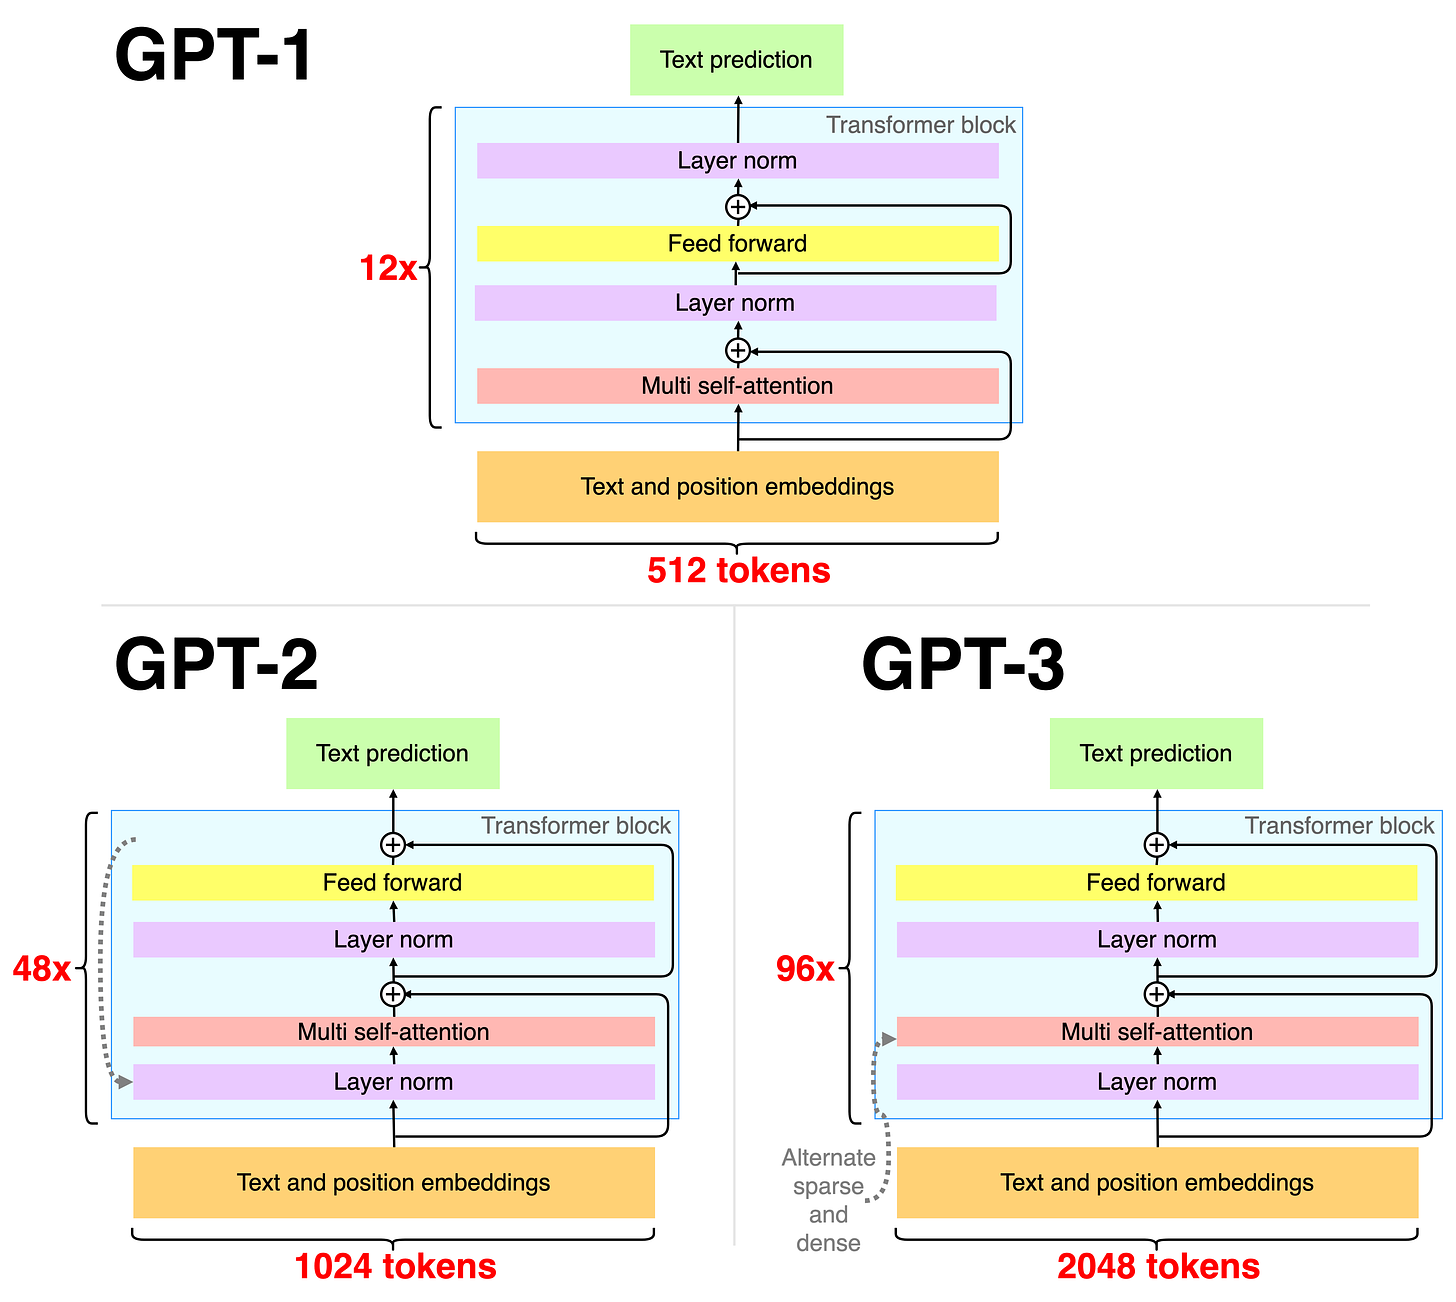 GPT-1
Text prediction
Transformer block
Layer norm
Feed forward
12x
Layer norm
Multi self-attention
Text and position embeddings
512 tokens
GPT-2
Text prediction
Transformer block
Feed forward
Layer norm
48x
Multi self-attention
Layer norm
Text and position embeddings
1024 tokens
GPT-3
Text prediction
Transformer block
Feed forward
Layer norm
96x
Multi self-attention
Layer norm
Alternate
sparse
and
dense
Text and position embeddings
2048 tokens